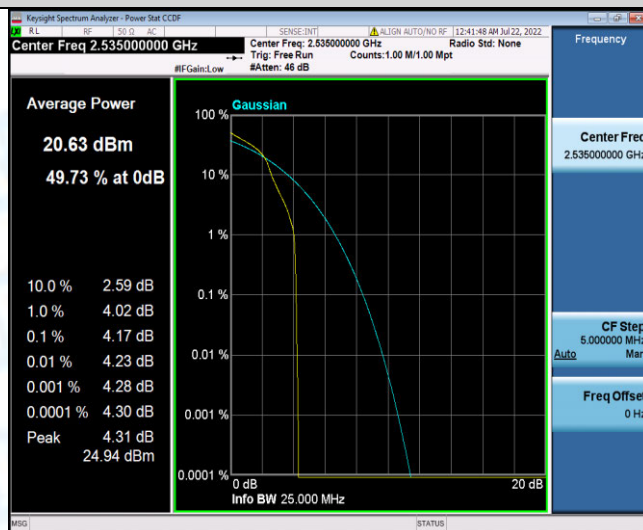 Keysight Spectrum Analyzer - Power Stat CCDF
RL RF 50 Ω AC SENSE:INT ALIGN AUTO/NO RF 12:41:48 AM Jul 22, 2022
Center Freq 2.535000000 GHz
Center Freq: 2.535000000 GHz Radio Std: None
Trig: Free Run Counts:1.00 M/1.00 Mpt
#IFGain:Low #Atten: 46 dB
Frequency
Average Power
20.63 dBm
49.73 % at 0dB
10.0 % 2.59 dB
1.0 % 4.02 dB
0.1 % 4.17 dB
0.01 % 4.23 dB
0.001 % 4.28 dB
0.0001 % 4.30 dB
Peak 4.31 dB
24.94 dBm
Gaussian
100 %
10 %
1 %
0.1 %
0.01 %
0.001 %
0.0001 %
0 dB 20 dB
Info BW 25.000 MHz
Center Freq
2.535000000 GHz
CF Step
5.000000 MHz
Auto Man
Freq Offset
0 Hz
MSG STATUS